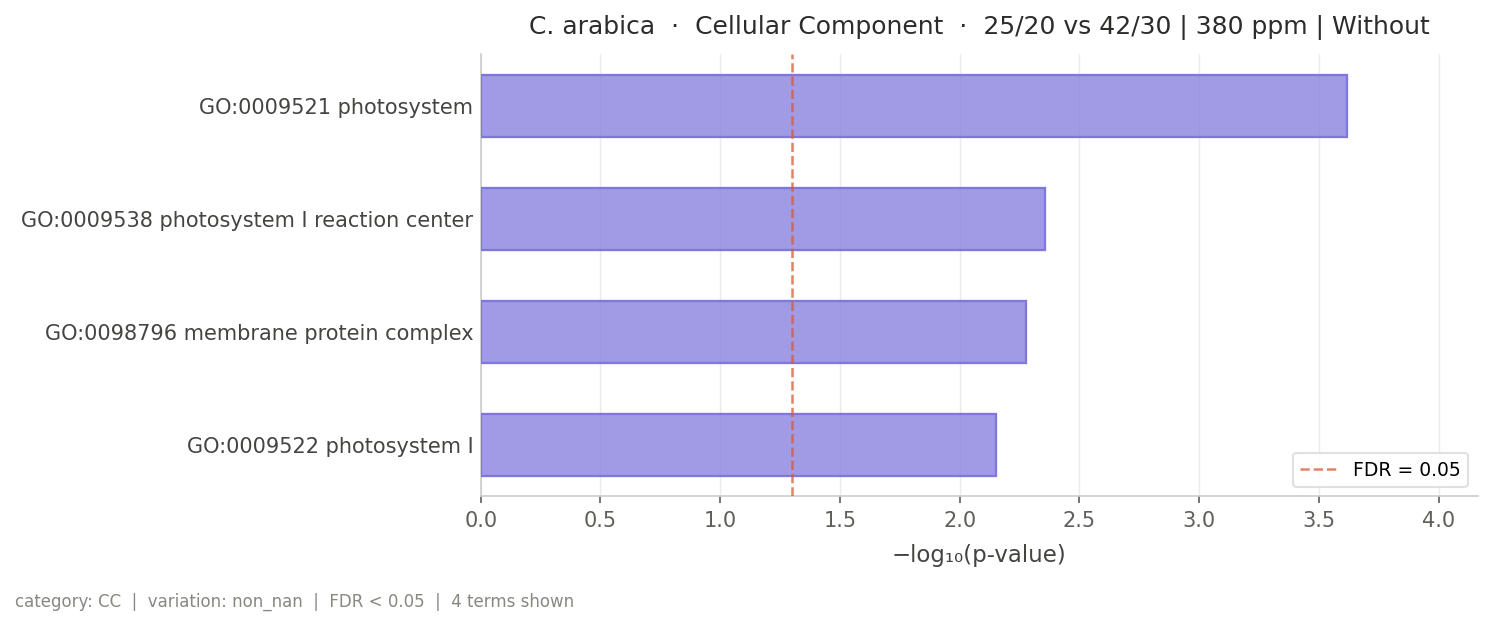 C. arabica · Cellular Component · 25/20 vs 42/30 | 380 ppm | Without
GO:0009521 photosystem
GO:0009538 photosystem I reaction center
GO:0098796 membrane protein complex
GO:0009522 photosystem I
FDR = 0.05
0.0 0.5 1.0 1.5 2.0 2.5 3.0 3.5 4.0
−log₁₀(p-value)
category: CC | variation: non_nan | FDR < 0.05 | 4 terms shown